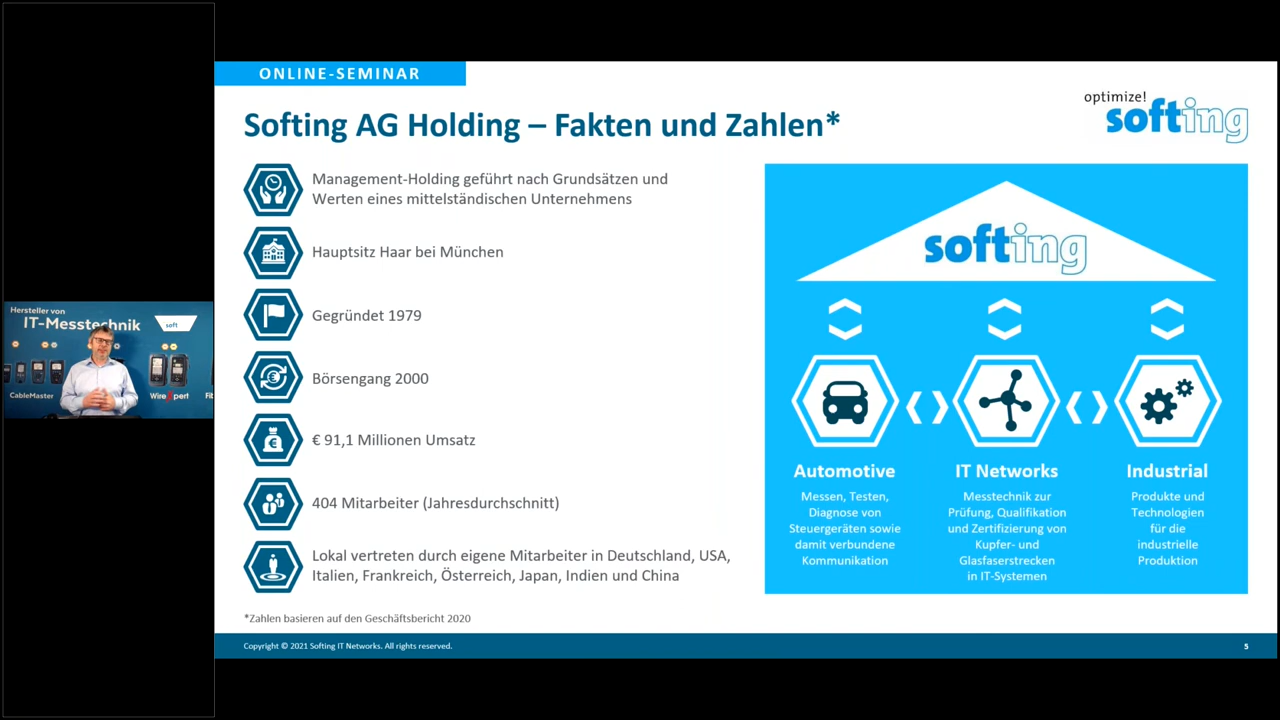 ONLINE-SEMINAR
Softing AG Holding – Fakten und Zahlen*
optimize!
softing
Management-Holding geführt nach Grundsätzen und
Werten eines mittelständischen Unternehmens
Hauptsitz Haar bei München
Gegründet 1979
Börsengang 2000
€ 91,1 Millionen Umsatz
404 Mitarbeiter (Jahresdurchschnitt)
Lokal vertreten durch eigene Mitarbeiter in Deutschland, USA,
Italien, Frankreich, Österreich, Japan, Indien und China
*Zahlen basieren auf den Geschäftsbericht 2020
softing
Automotive
Messen, Testen,
Diagnose von
Steuergeräten sowie
damit verbundene
Kommunikation
IT Networks
Messtechnik zur
Prüfung, Qualifikation
und Zertifizierung von
Kupfer- und
Glasfaserstrecken
in IT-Systemen
Industrial
Produkte und
Technologien
für die
industrielle
Produktion
Copyright © 2021 Softing IT Networks. All rights reserved.
5
Hersteller von
IT-Messtechnik
soft
CableMaster
WireXpert
Fib